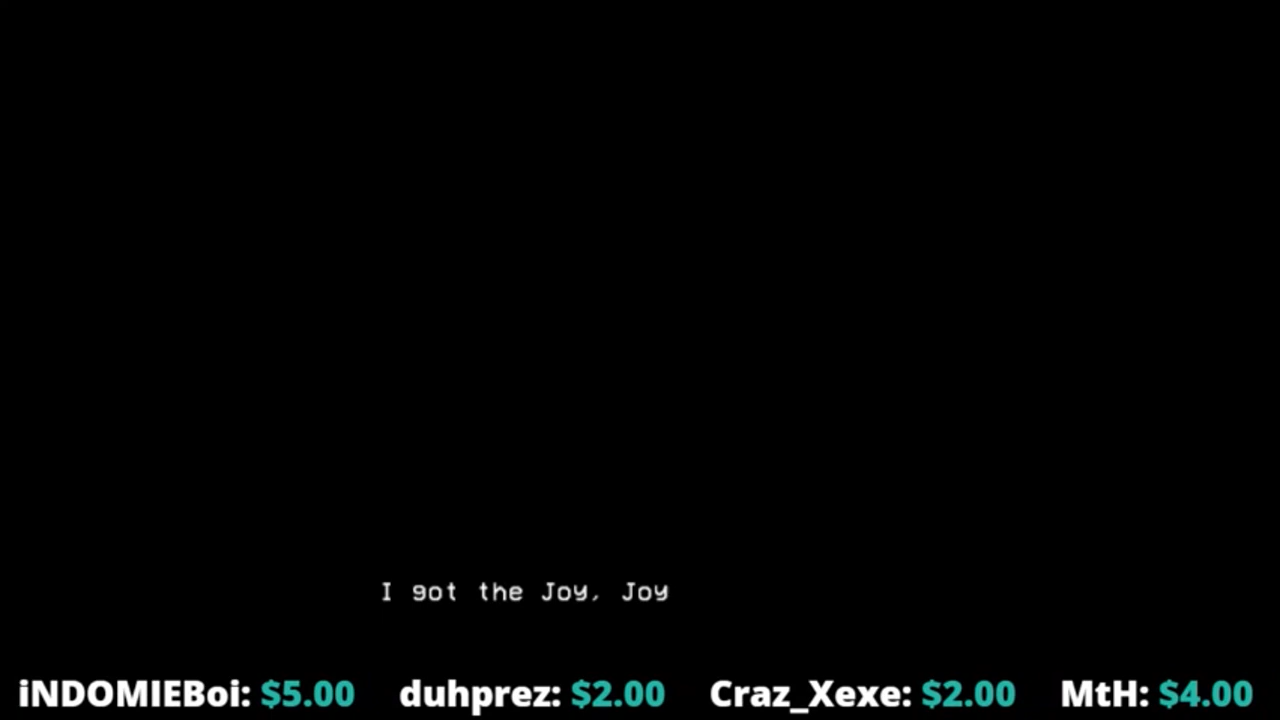 I got the Joy, Joy
iNDOMIEBoi: $5.00 duhprez: $2.00 Craz_Xexe: $2.00 MtH: $4.00